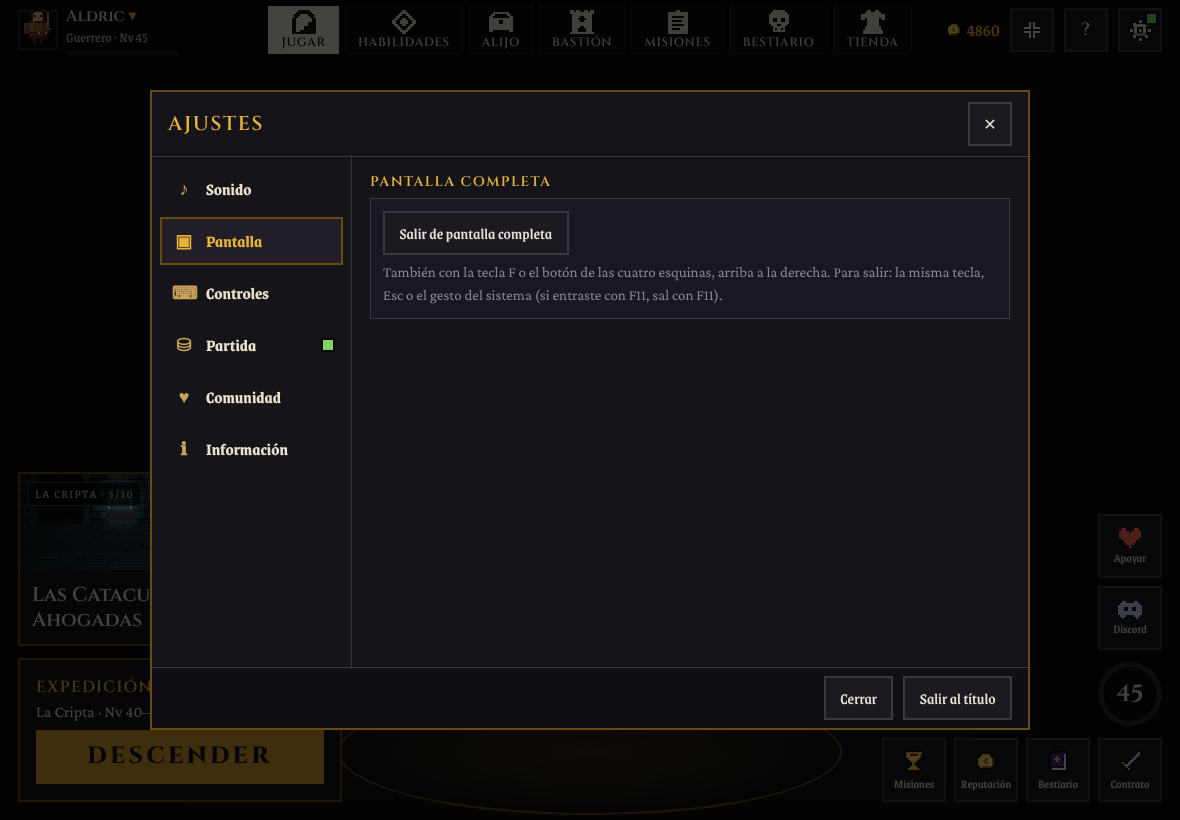 ALDRIC ▼
Guerrero · Nv 45
JUGAR
HABILIDADES
ALIJO
BASTIÓN
MISIONES
BESTIARIO
TIENDA
4860
?
AJUSTES
✕
♪ Sonido
▣ Pantalla
⌨ Controles
Partida
♥ Comunidad
ℹ Información
PANTALLA COMPLETA
Salir de pantalla completa
También con la tecla F o el botón de las cuatro esquinas, arriba a la derecha. Para salir: la misma tecla,
Esc o el gesto del sistema (si entraste con F11, sal con F11).
LA CRIPTA · 5/10
LAS CATACU
AHOGADAS
EXPEDICIÓN
La Cripta · Nv 40—
DESCENDER
Cerrar
Salir al título
Apoyar
Discord
45
Misiones
Reputación
Bestiario
Contrato